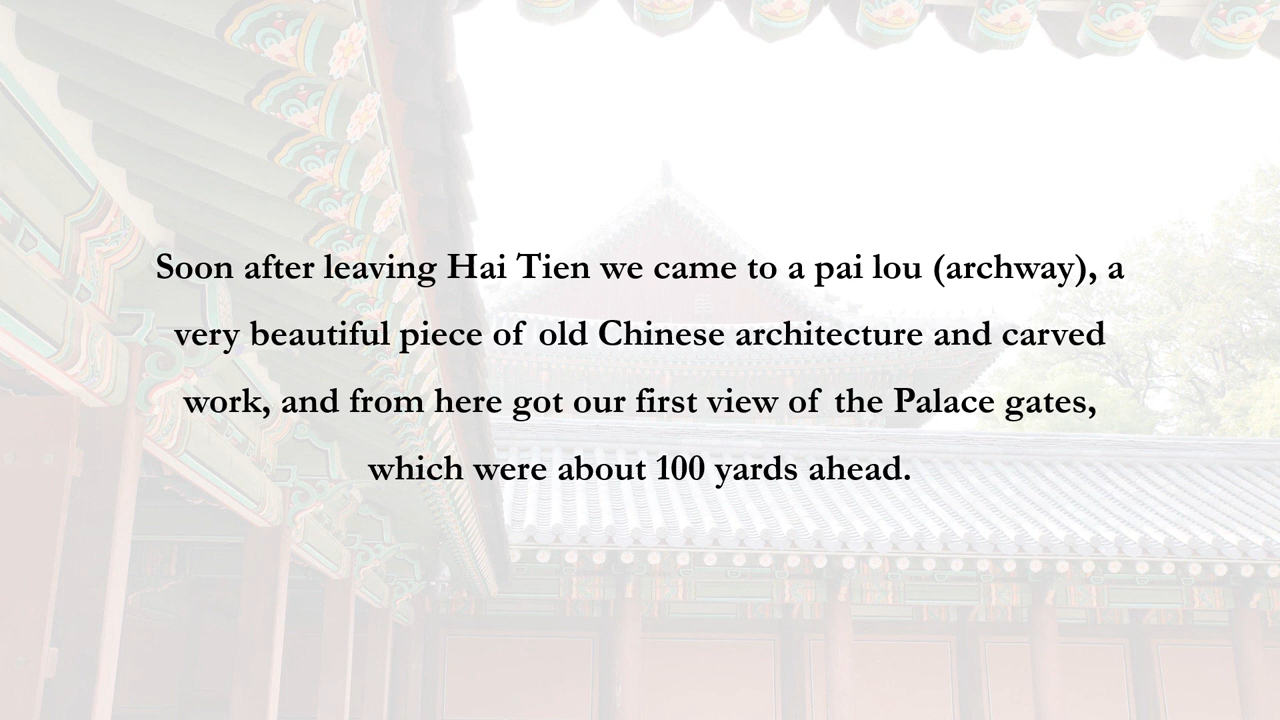 Soon after leaving Hai Tien we came to a pai lou (archway), a
very beautiful piece of old Chinese architecture and carved
work, and from here got our first view of the Palace gates,
which were about 100 yards ahead.